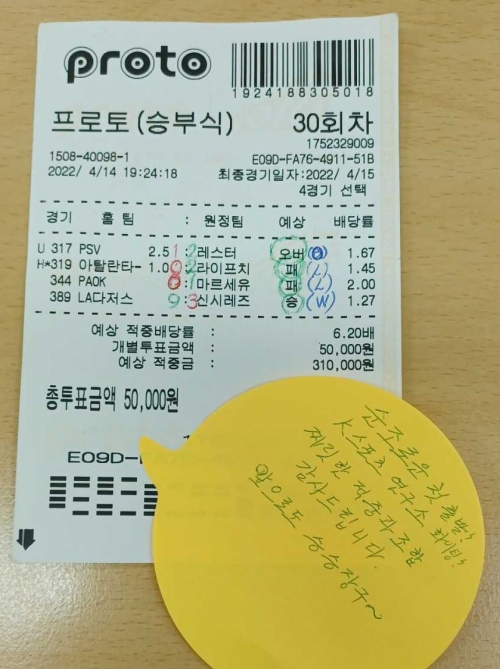 proto
1924188305018
프로토(승부식) 30회차
1752329009
1508-40098-1 E09D-FA76-4911-51B
2022/ 4/14 19:24:18 최종경기일자:2022/ 4/15
4경기 선택
경기 홈 팀 : 원정팀 예상 배당률
U 317 PSV 2.5 1 : 2 레스터 오버 (O) 1.67
H*319 아탈란타- 1.0 0 : 2 라이프치 패 (L) 1.45
344 PAOK 0 : 1 마르세유 패 (L) 2.00
389 LA다저스 9 : 3 신시레즈 승 (W) 1.27
예상 적중배당률 : 6.20배
개별투표금액 : 50,000원
예상 적중금 : 310,000원
총투표금액 50,000원
E09D-
순조로운 첫 출발
K스포츠 연구소 화이팅
짜릿한 적중과 조합
감사드립니다.
앞으로도 승승장구~